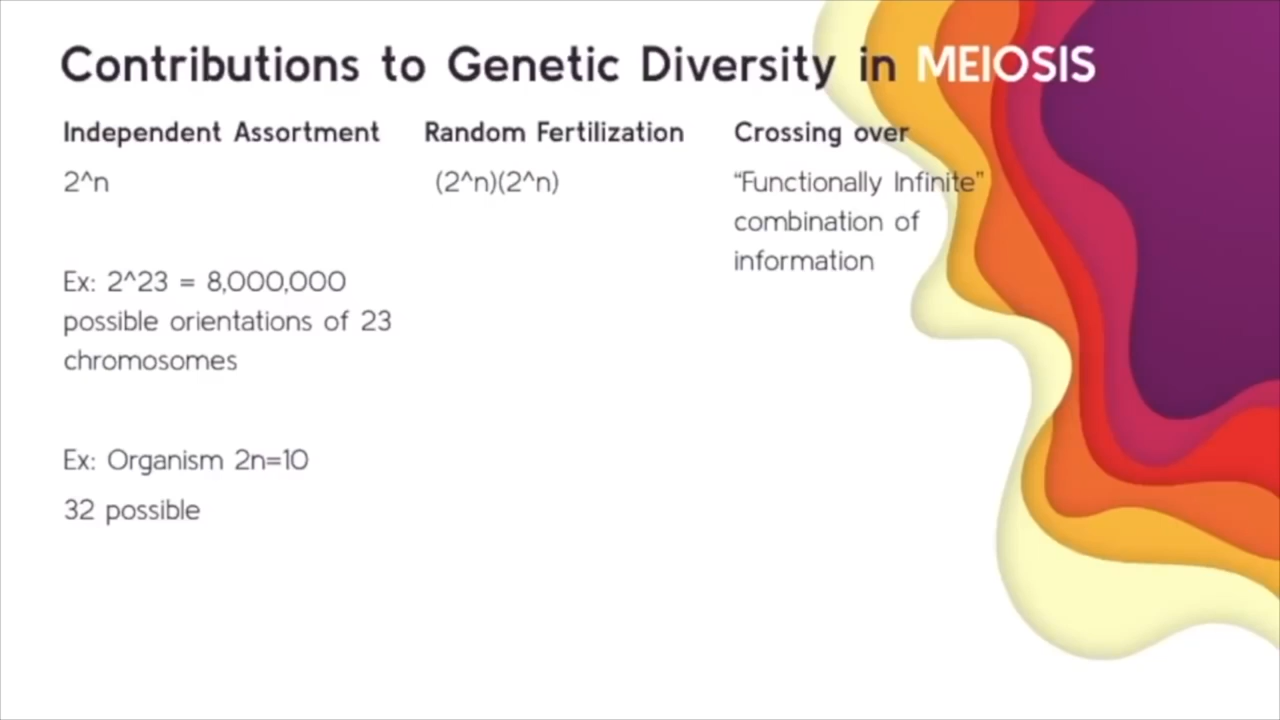 Contributions to Genetic Diversity in MEIOSIS
Independent Assortment
2^n
Ex: 2^23 = 8,000,000
possible orientations of 23
chromosomes
Ex: Organism 2n=10
32 possible
Random Fertilization
(2^n)(2^n)
Crossing over
“Functionally Infinite”
combination of
information